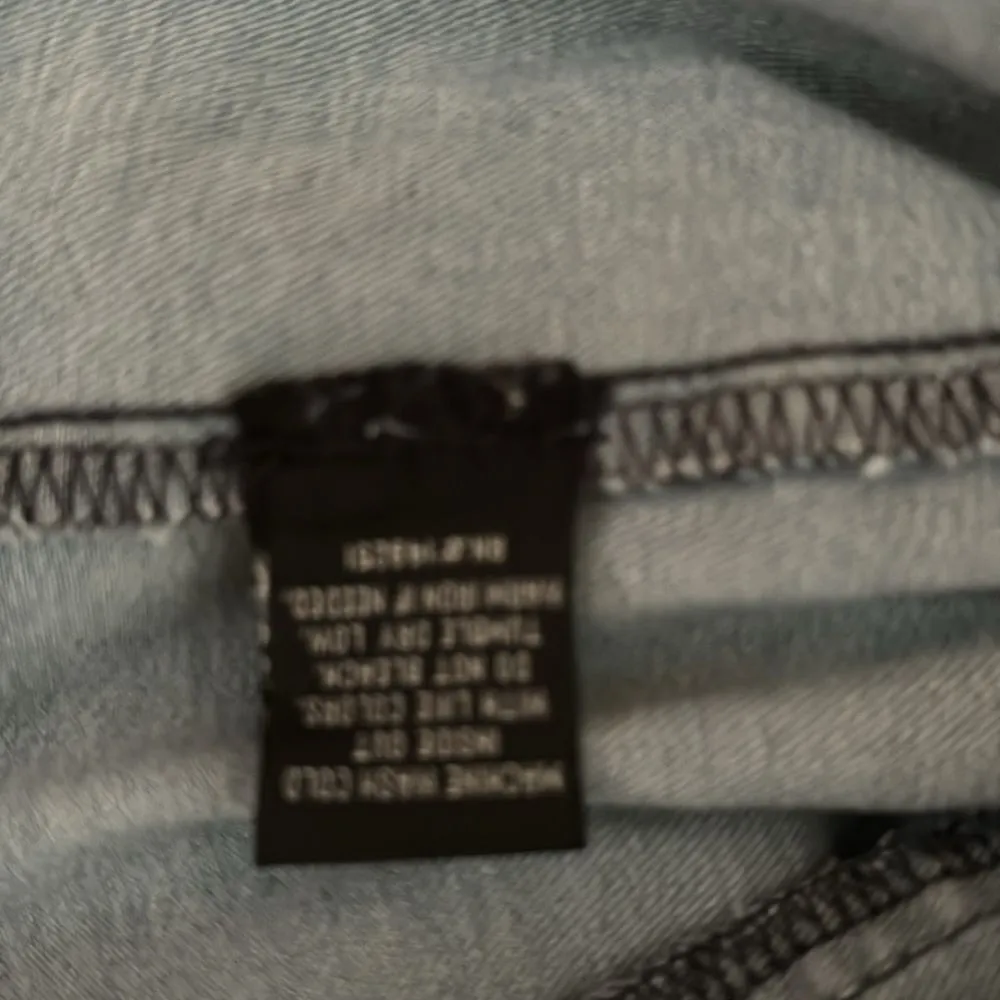 MACHINE WASH COLD
INSIDE OUT
WITH LIKE COLORS.
DO NOT BLEACH.
TUMBLE DRY LOW.
WARM IRON IF NEEDED.